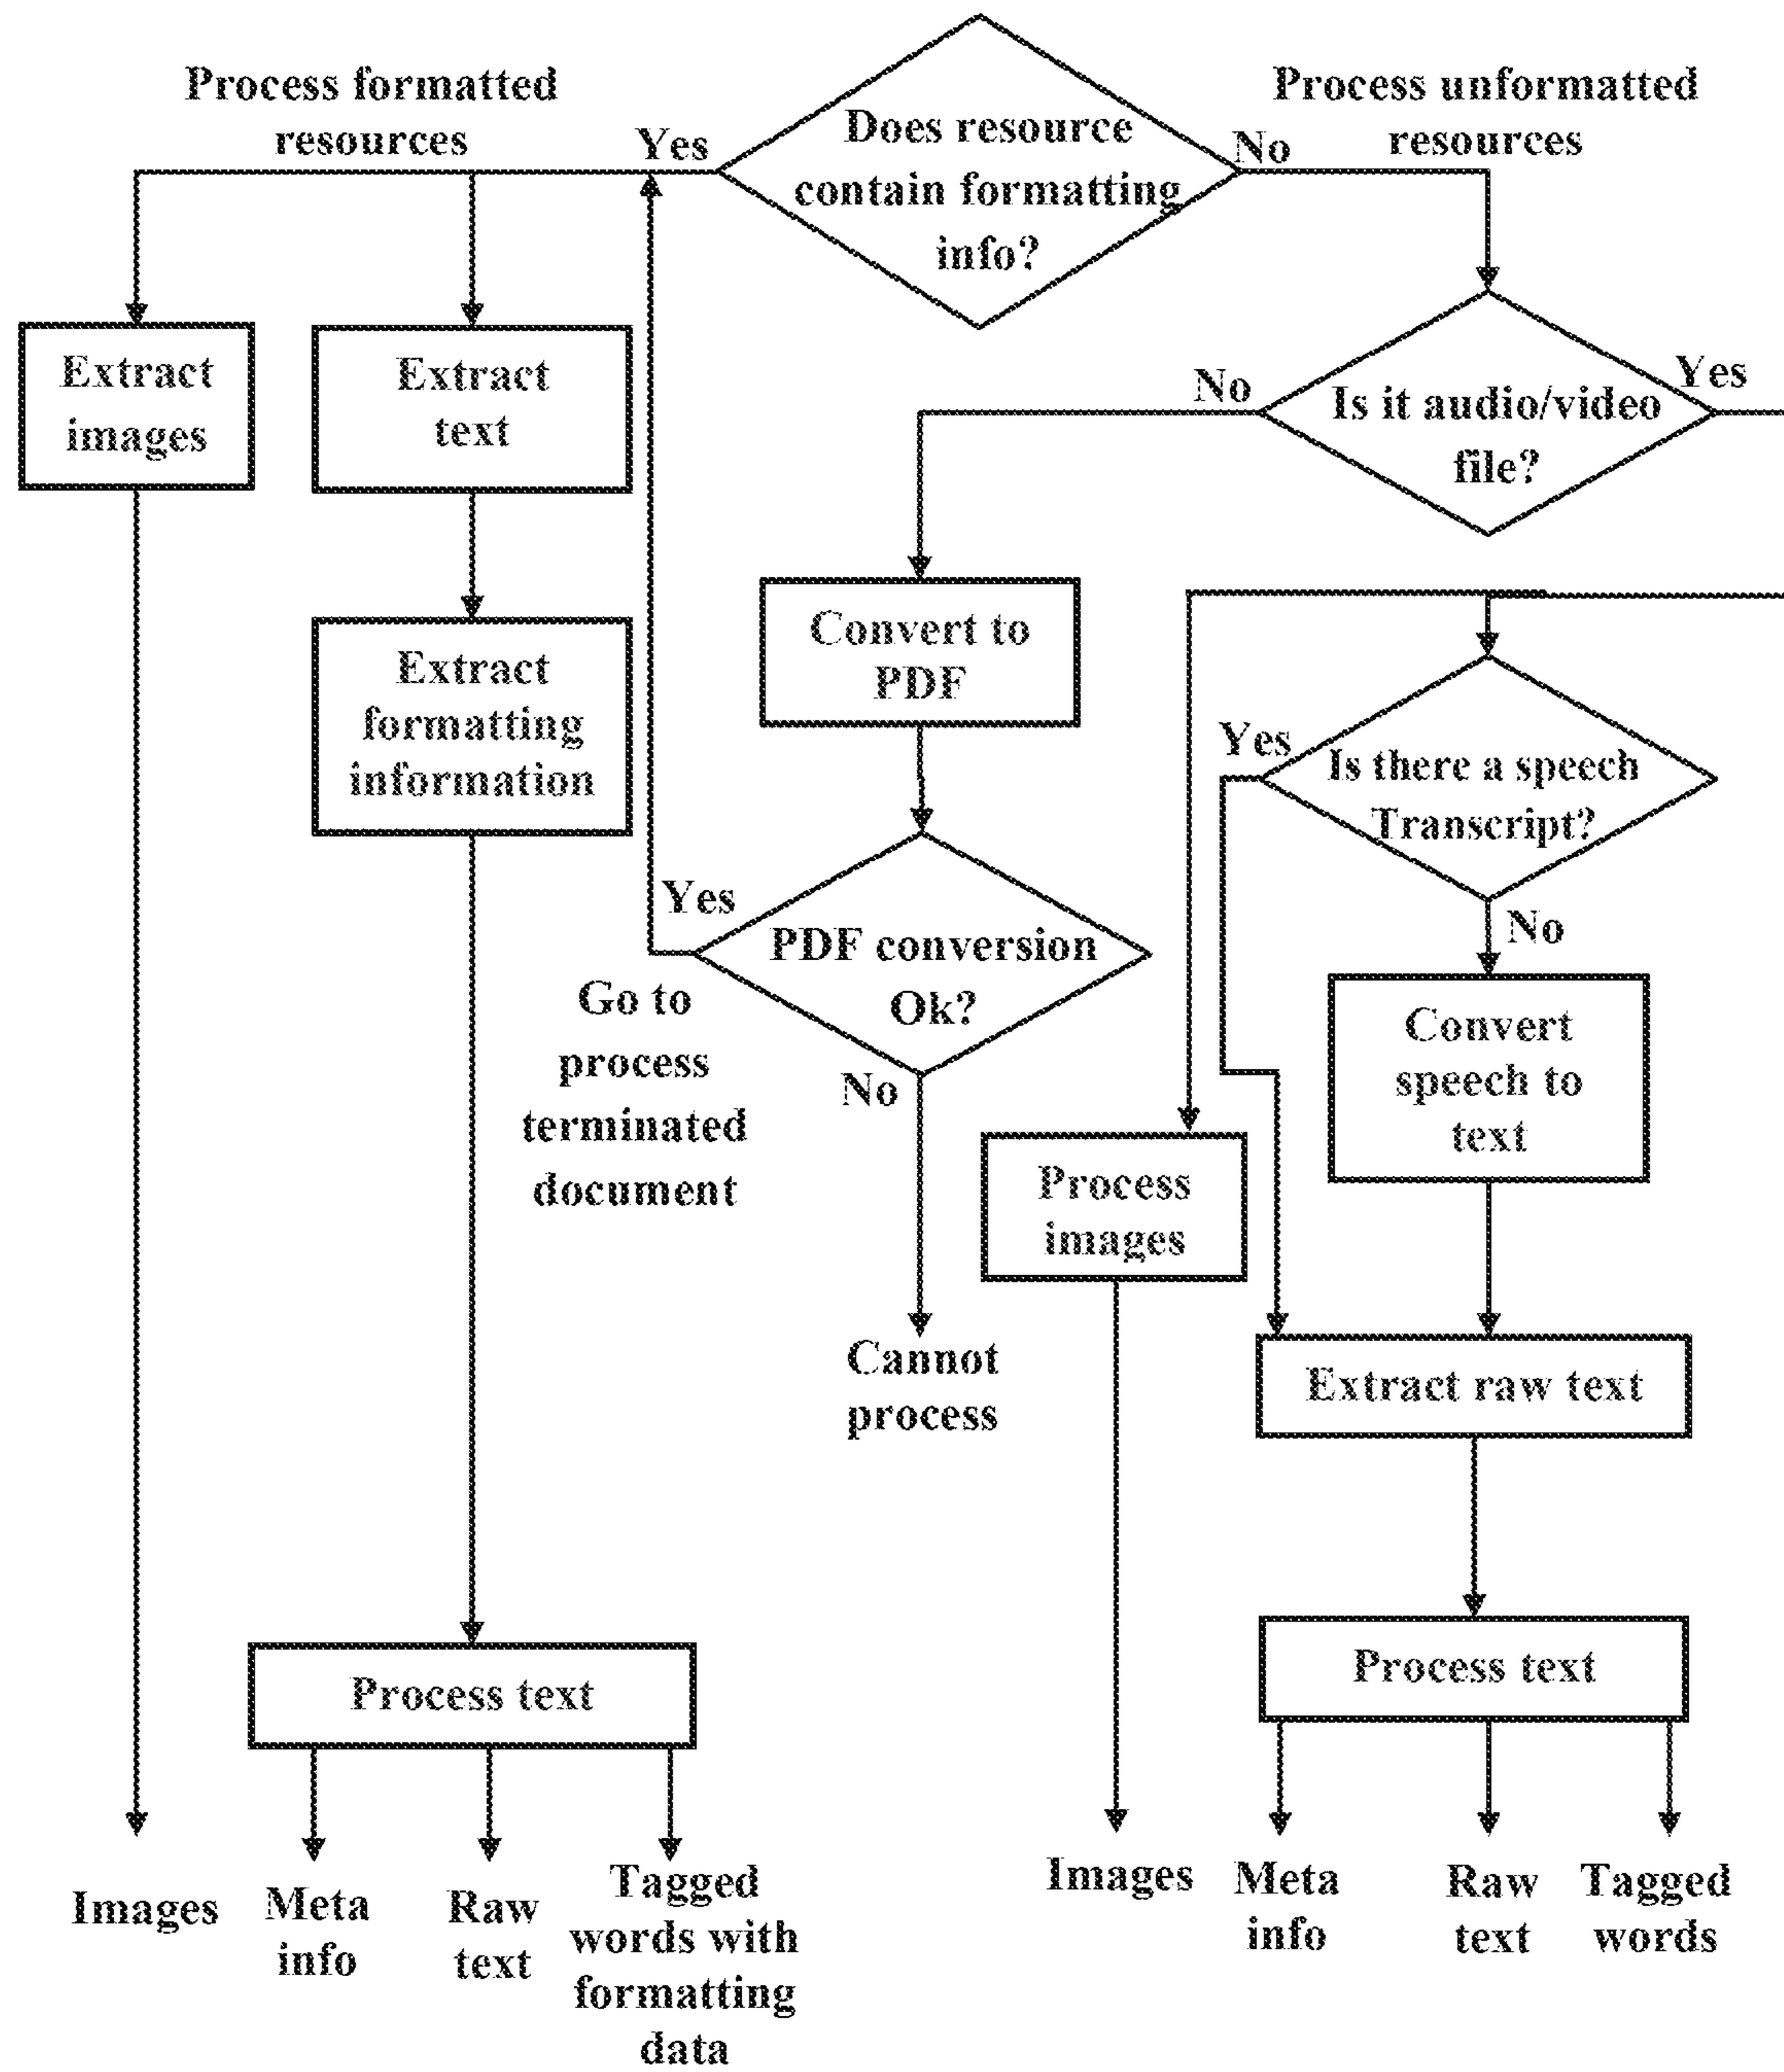 Process formatted
resources
Yes
Does resource
contain formatting
info?
No
Process unformatted
resources
Extract
images
Extract
text
No
Is it audio/video
file?
Yes
Extract
formatting
information
Convert to
PDF
Yes
Is there a speech
Transcript?
No
Yes
PDF conversion
Ok?
Go to
process
terminated
document
No
Convert
speech to
text
Process
images
Cannot
process
Extract raw text
Process text
Process text
Images
Meta
info
Raw
text
Tagged
words with
formatting
data
Images
Meta
info
Raw
text
Tagged
words